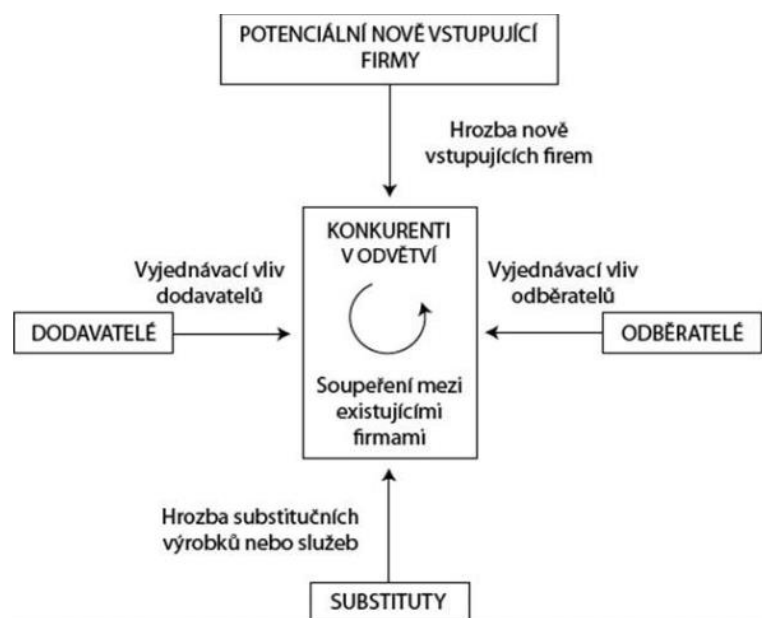 POTENCIÁLNÍ NOVĚ VSTUPUJÍCÍ
FIRMY
Hrozba nově
vstupujících firem
KONKURENTI
V ODVĚTVÍ
Vyjednávací vliv
dodavatelů
Vyjednávací vliv
odběratelů
DODAVATELÉ
ODBĚRATELÉ
Soupeření mezi
existujícími
firmami
Hrozba substitučních
výrobků nebo služeb
SUBSTITUTY